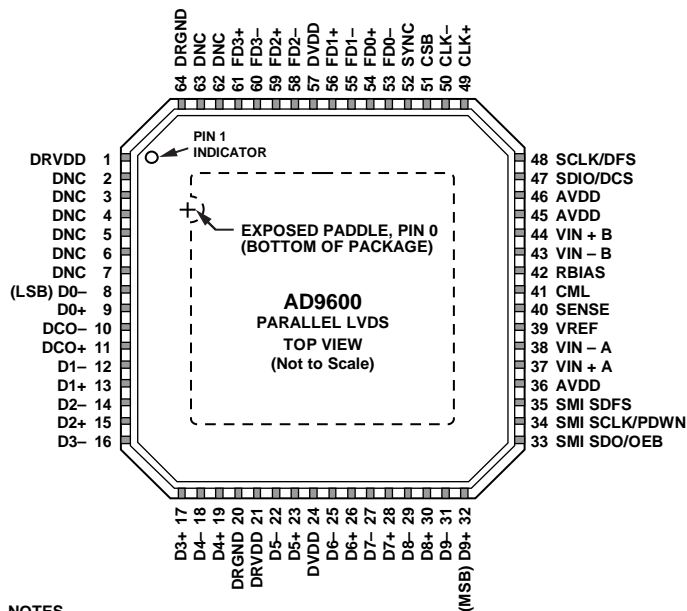 64 DRGND
63 DNC
62 DNC
61 FD3+
60 FD3–
59 FD2+
58 FD2–
57 DVDD
56 FD1+
55 FD1–
54 FD0+
53 FD0–
52 SYNC
51 CSB
50 CLK–
49 CLK+
PIN 1
INDICATOR
DRVDD 1
DNC 2
DNC 3
DNC 4
DNC 5
DNC 6
DNC 7
(LSB) D0– 8
D0+ 9
DCO– 10
DCO+ 11
D1– 12
D1+ 13
D2– 14
D2+ 15
D3– 16
EXPOSED PADDLE, PIN 0
(BOTTOM OF PACKAGE)
AD9600
PARALLEL LVDS
TOP VIEW
(Not to Scale)
48 SCLK/DFS
47 SDIO/DCS
46 AVDD
45 AVDD
44 VIN + B
43 VIN – B
42 RBIAS
41 CML
40 SENSE
39 VREF
38 VIN – A
37 VIN + A
36 AVDD
35 SMI SDFS
34 SMI SCLK/PDWN
33 SMI SDO/OEB
D3+ 17
D4– 18
D4+ 19
DRGND 20
DRVDD 21
D5– 22
D5+ 23
DVDD 24
D6– 25
D6+ 26
D7– 27
D7+ 28
D8– 29
D8+ 30
D9– 31
(MSB) D9+ 32
NOTES